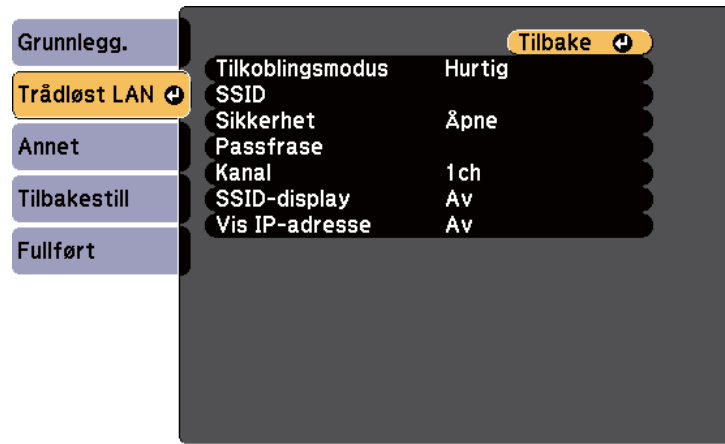 Grunnlegg.
Trådløst LAN
Annet
Tilbakestill
Fullført
Tilbake
Tilkoblingsmodus Hurtig
SSID
Sikkerhet Åpne
Passfrase
Kanal 1ch
SSID-display Av
Vis IP-adresse Av